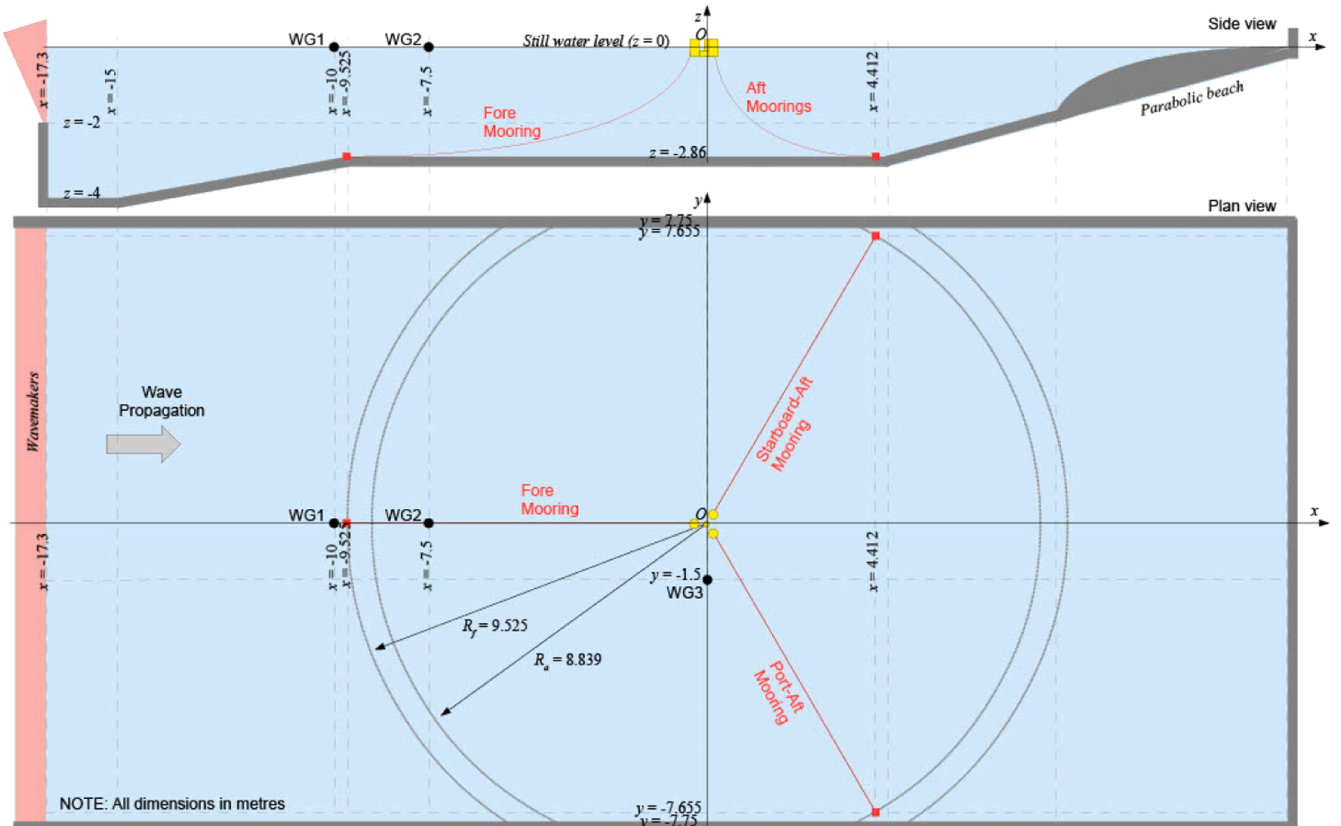 z
Side view
WG1
WG2
Still water level (z = 0)
O
x
x = -17.3
x = -15
x = -10
x = -9.525
x = -7.5
x = 4.412
Fore
Mooring
Aft
Moorings
Parabolic beach
z = -2
z = -2.86
z = -4
y
Plan view
y = 7.75
y = 7.655
Wavemakers
Wave
Propagation
Starboard-Aft
Mooring
Fore
Mooring
WG1
WG2
O
x
x = -17.3
x = -10
x = -9.525
x = -7.5
x = 4.412
y = -1.5
WG3
Rf = 9.525
Ra = 8.839
Port-Aft
Mooring
NOTE: All dimensions in metres
y = -7.655
y = -7.75